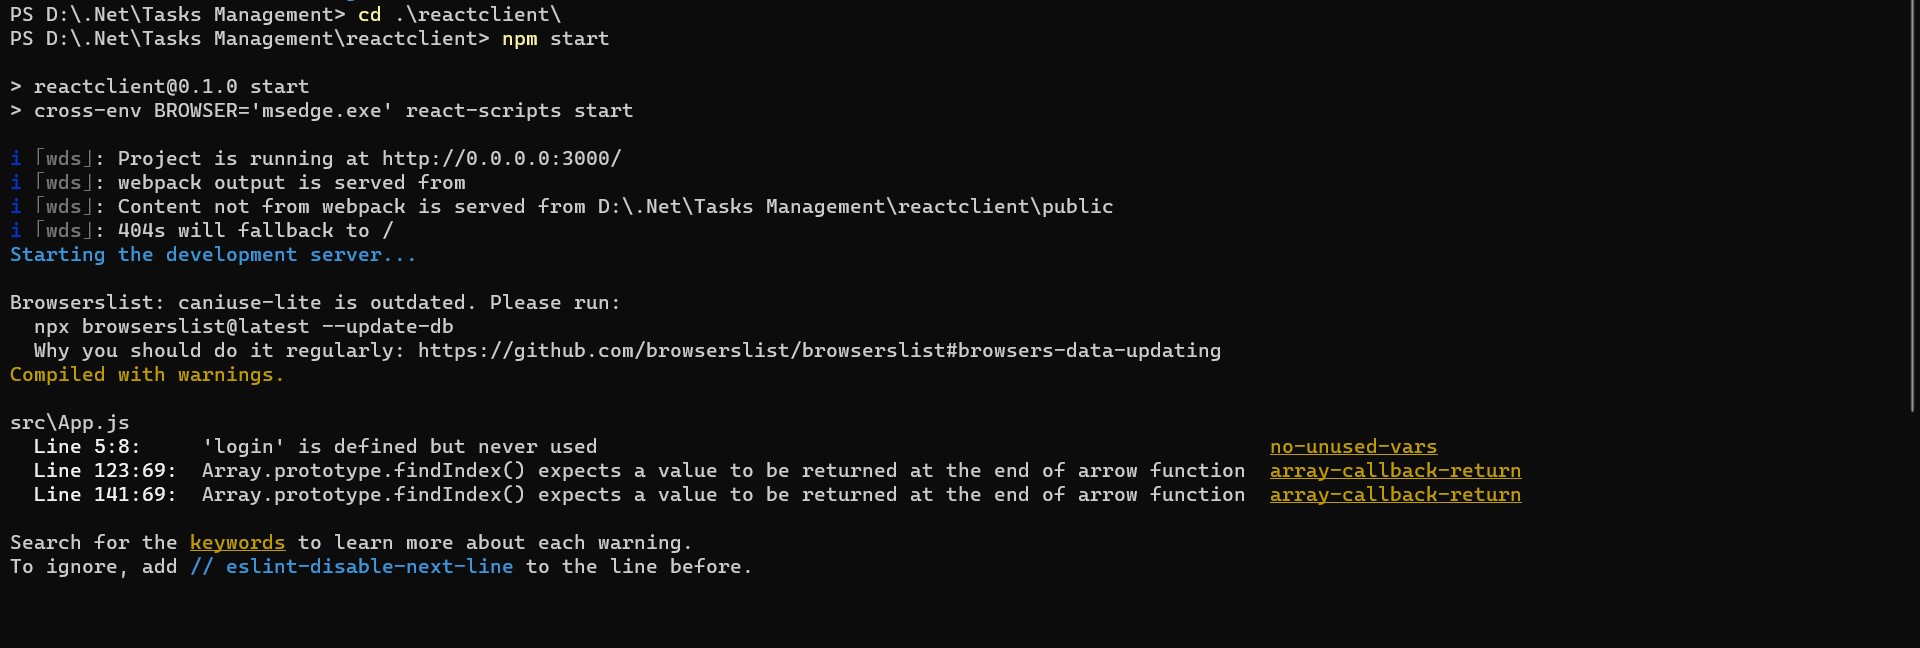 PS D:\.Net\Tasks Management> cd .\reactclient\
PS D:\.Net\Tasks Management\reactclient> npm start
> reactclient@0.1.0 start
> cross-env BROWSER='msedge.exe' react-scripts start
i ｢wds｣: Project is running at http://0.0.0.0:3000/
i ｢wds｣: webpack output is served from
i ｢wds｣: Content not from webpack is served from D:\.Net\Tasks Management\reactclient\public
i ｢wds｣: 404s will fallback to /
Starting the development server...
Browserslist: caniuse-lite is outdated. Please run:
npx browserslist@latest --update-db
Why you should do it regularly: https://github.com/browserslist/browserslist#browsers-data-updating
Compiled with warnings.
src\App.js
Line 5:8: 'login' is defined but never used no-unused-vars
Line 123:69: Array.prototype.findIndex() expects a value to be returned at the end of arrow function array-callback-return
Line 141:69: Array.prototype.findIndex() expects a value to be returned at the end of arrow function array-callback-return
Search for the keywords to learn more about each warning.
To ignore, add // eslint-disable-next-line to the line before.